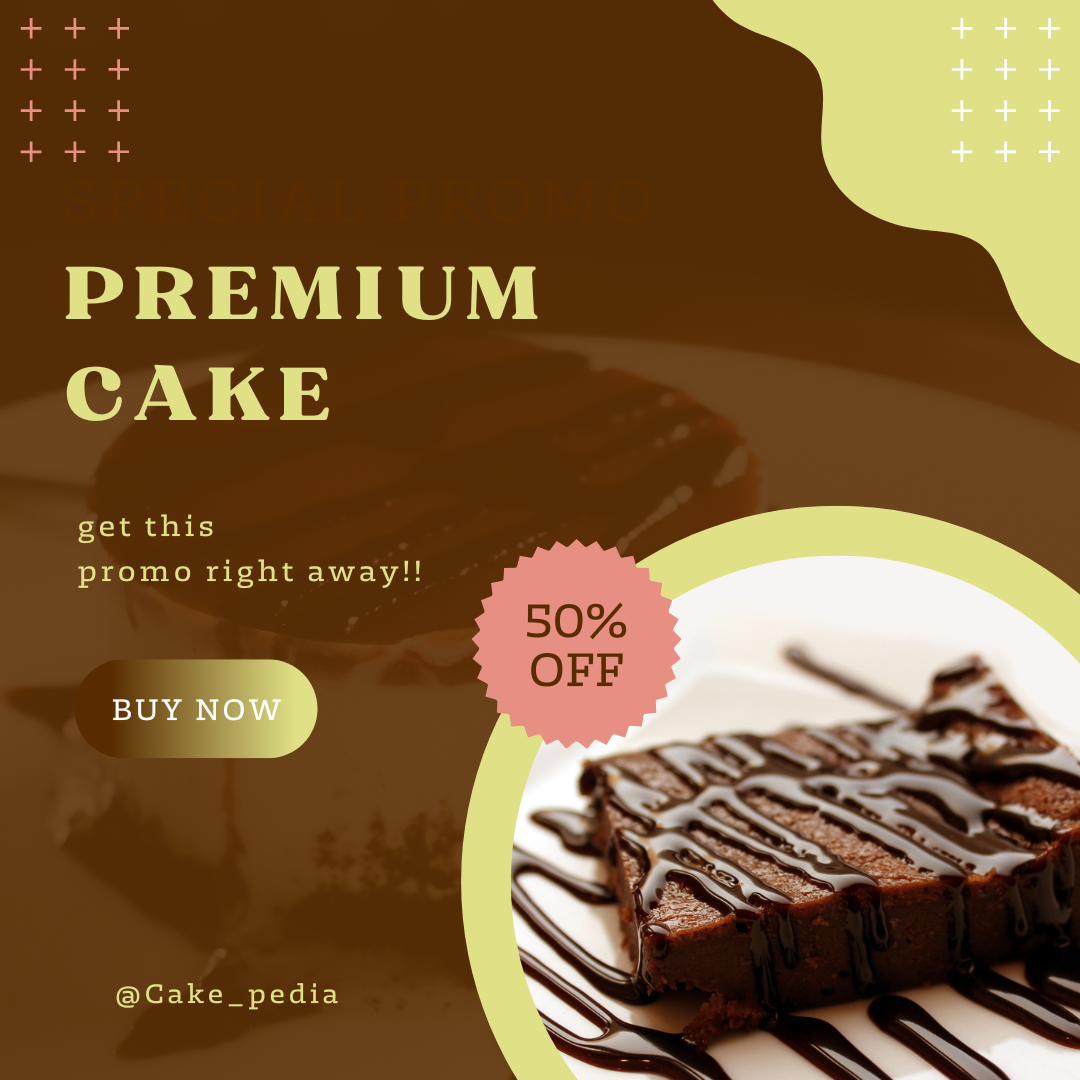 SPECIAL PROMO
PREMIUM
CAKE
get this
promo right away!!
50%
OFF
BUY NOW
@Cake_pedia